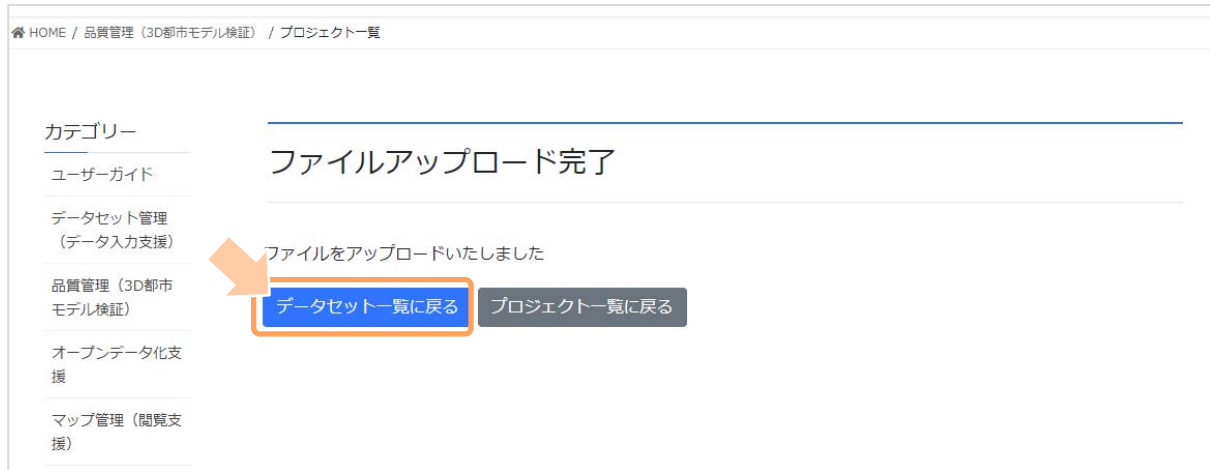 HOME / 品質管理（3D都市モデル検証） / プロジェクト一覧
カテゴリー
ユーザーガイド
データセット管理
（データ入力支援）
品質管理（3D都市
モデル検証）
オープンデータ化支
援
マップ管理（閲覧支
援）
ファイルアップロード完了
ファイルをアップロードいたしました
データセット一覧に戻る プロジェクト一覧に戻る